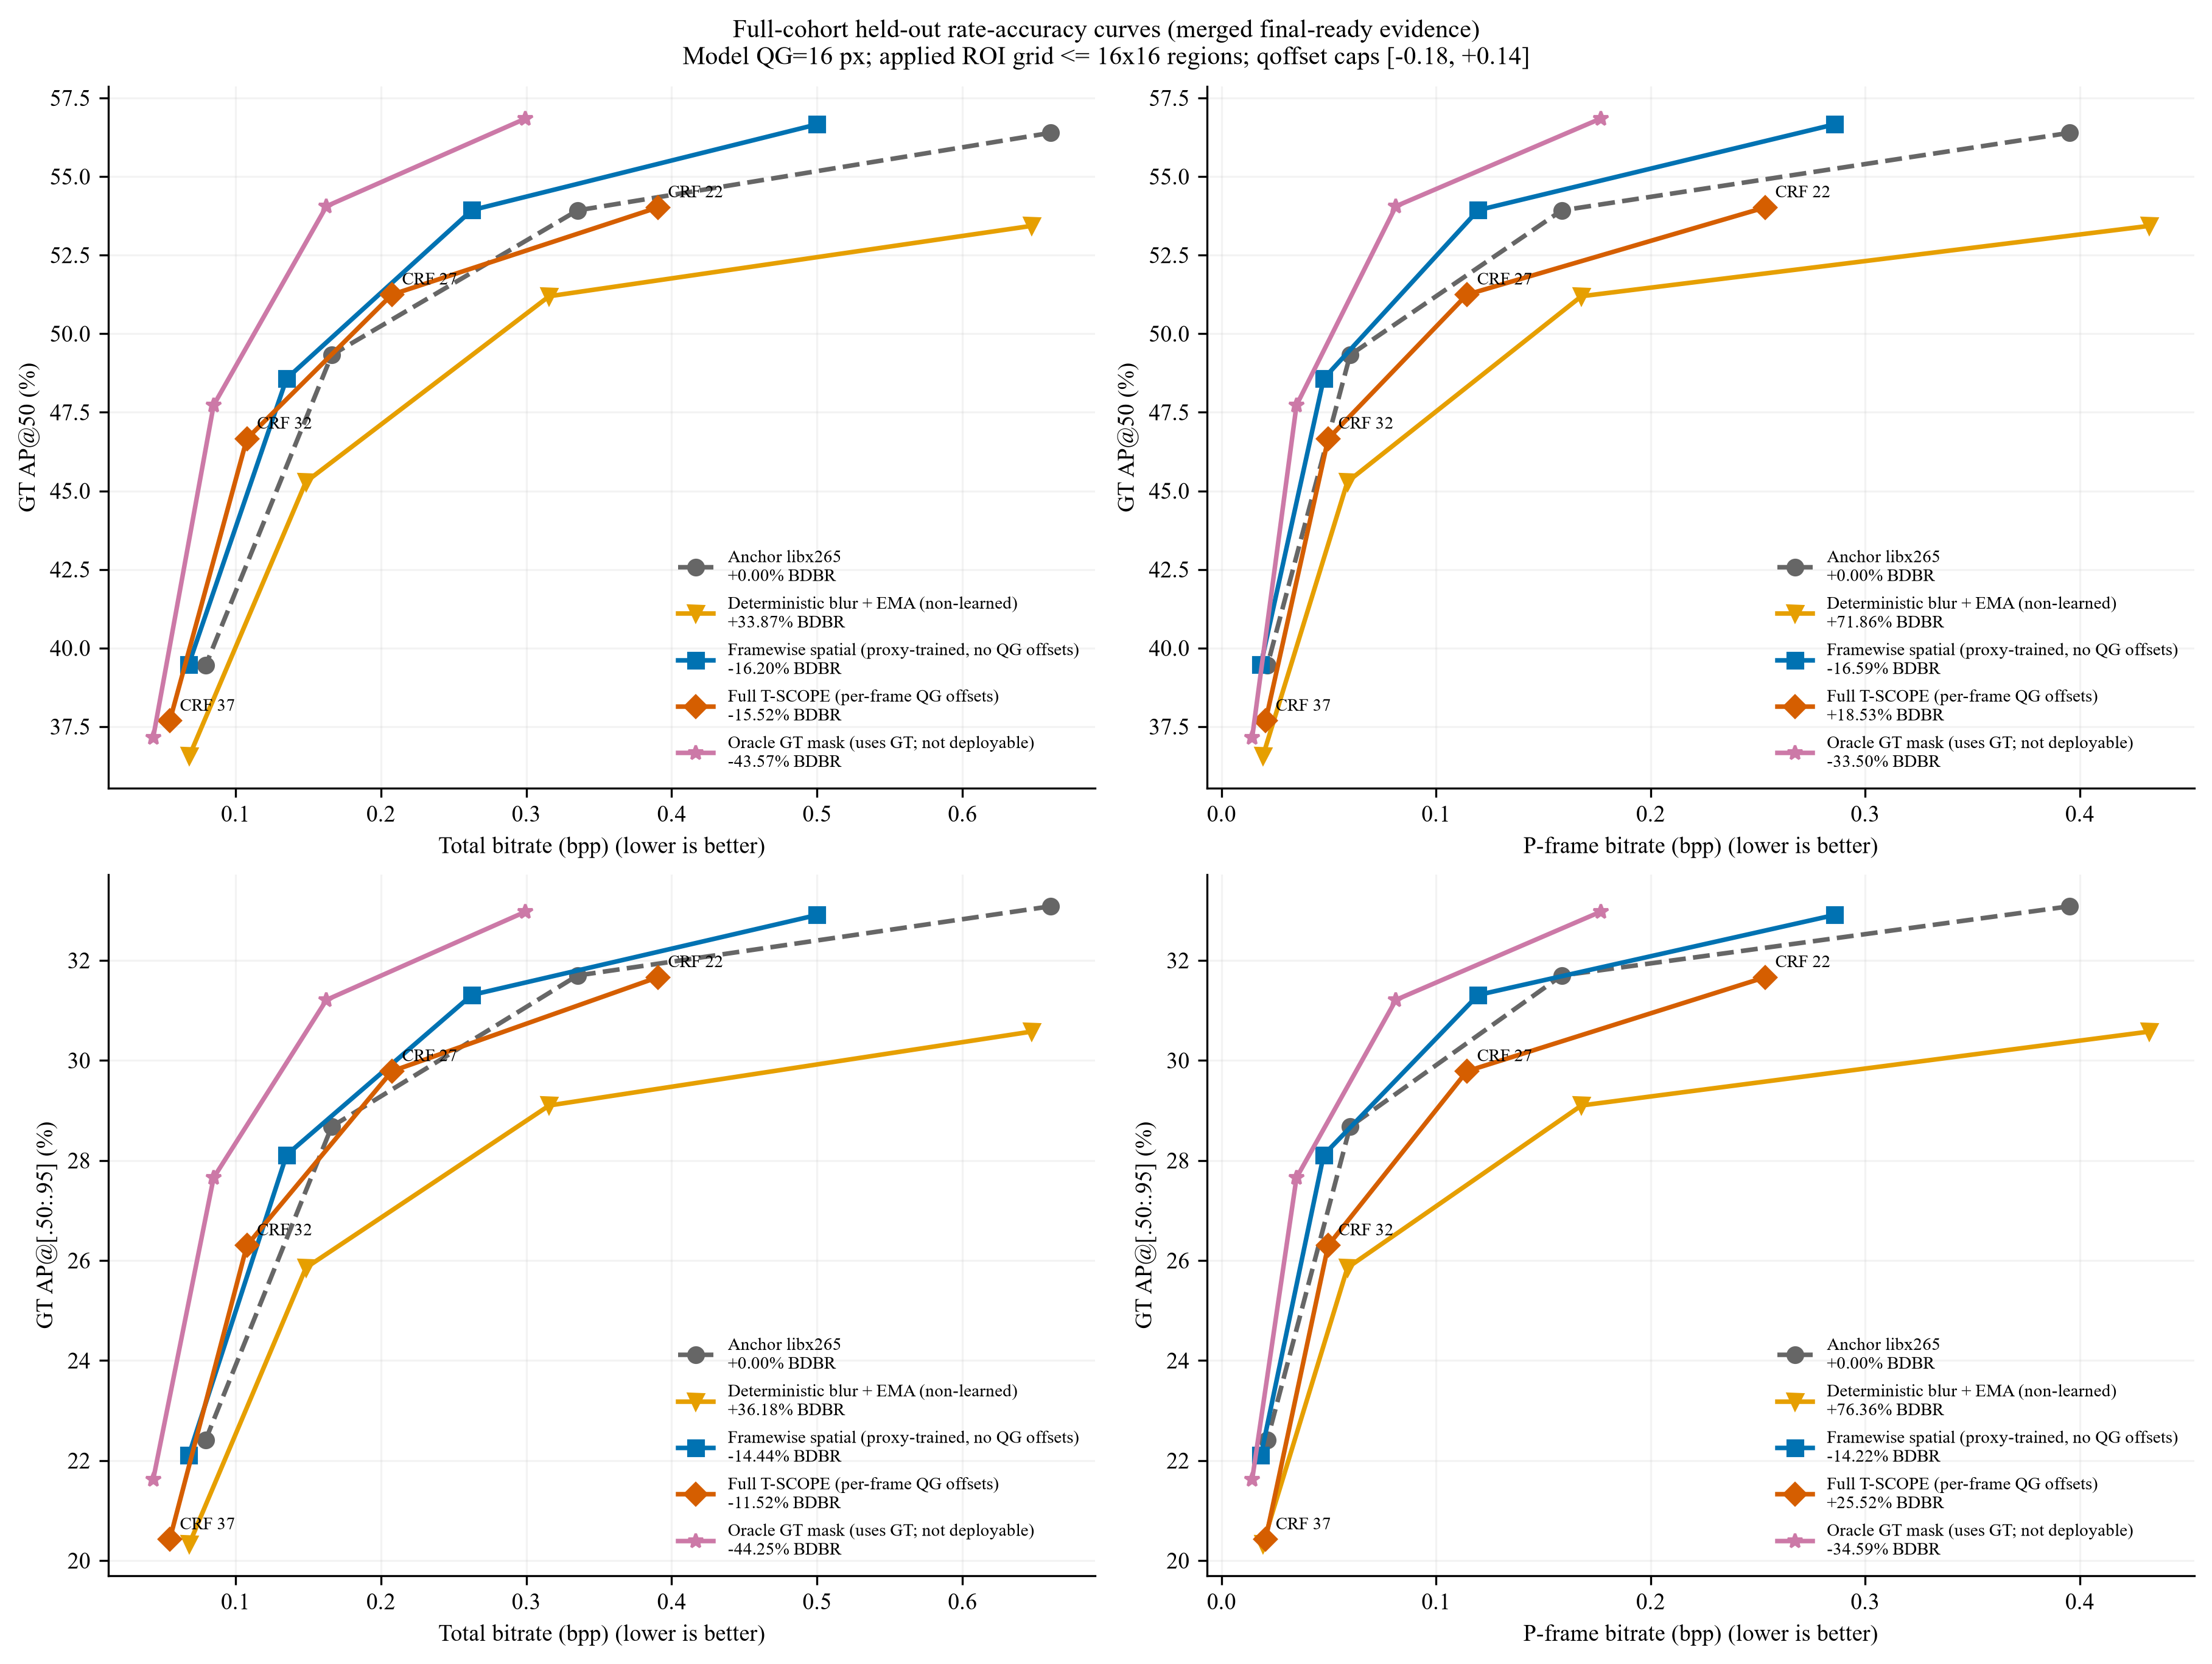 Full-cohort held-out rate-accuracy curves (merged final-ready evidence)
Model QG=16 px; applied ROI grid <= 16x16 regions; qoffset caps [-0.18, +0.14]
57.5
55.0
52.5
50.0
47.5
45.0
42.5
40.0
37.5
GT AP@50 (%)
CRF 22
CRF 27
CRF 32
CRF 37
Anchor libx265
+0.00% BDBR
Deterministic blur + EMA (non-learned)
+33.87% BDBR
Framewise spatial (proxy-trained, no QG offsets)
-16.20% BDBR
Full T-SCOPE (per-frame QG offsets)
-15.52% BDBR
Oracle GT mask (uses GT; not deployable)
-43.57% BDBR
0.1 0.2 0.3 0.4 0.5 0.6
Total bitrate (bpp) (lower is better)
57.5
55.0
52.5
50.0
47.5
45.0
42.5
40.0
37.5
GT AP@50 (%)
CRF 22
CRF 27
CRF 32
CRF 37
Anchor libx265
+0.00% BDBR
Deterministic blur + EMA (non-learned)
+71.86% BDBR
Framewise spatial (proxy-trained, no QG offsets)
-16.59% BDBR
Full T-SCOPE (per-frame QG offsets)
+18.53% BDBR
Oracle GT mask (uses GT; not deployable)
-33.50% BDBR
0.0 0.1 0.2 0.3 0.4
P-frame bitrate (bpp) (lower is better)
32
30
28
26
24
22
20
GT AP@[.50:.95] (%)
CRF 22
CRF 27
CRF 32
CRF 37
Anchor libx265
+0.00% BDBR
Deterministic blur + EMA (non-learned)
+36.18% BDBR
Framewise spatial (proxy-trained, no QG offsets)
-14.44% BDBR
Full T-SCOPE (per-frame QG offsets)
-11.52% BDBR
Oracle GT mask (uses GT; not deployable)
-44.25% BDBR
0.1 0.2 0.3 0.4 0.5 0.6
Total bitrate (bpp) (lower is better)
32
30
28
26
24
22
20
GT AP@[.50:.95] (%)
CRF 22
CRF 27
CRF 32
CRF 37
Anchor libx265
+0.00% BDBR
Deterministic blur + EMA (non-learned)
+76.36% BDBR
Framewise spatial (proxy-trained, no QG offsets)
-14.22% BDBR
Full T-SCOPE (per-frame QG offsets)
+25.52% BDBR
Oracle GT mask (uses GT; not deployable)
-34.59% BDBR
0.0 0.1 0.2 0.3 0.4
P-frame bitrate (bpp) (lower is better)